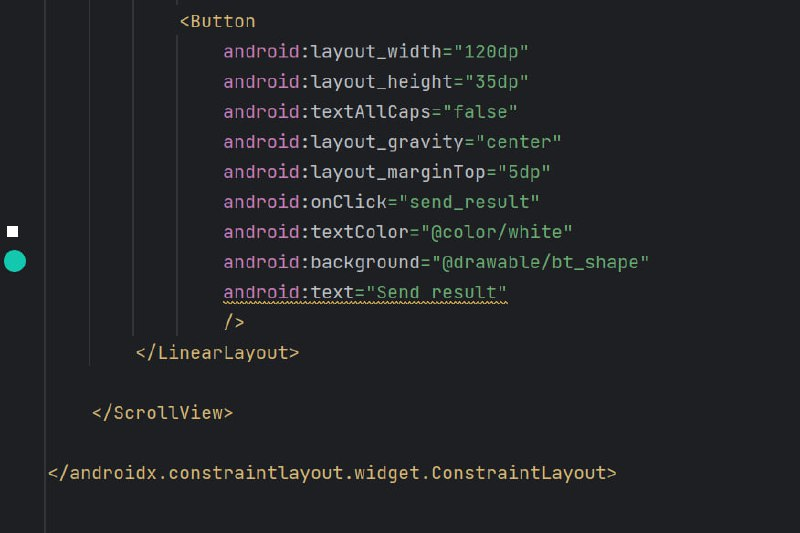 <Button
android:layout_width="120dp"
android:layout_height="35dp"
android:textAllCaps="false"
android:layout_gravity="center"
android:layout_marginTop="5dp"
android:onClick="send_result"
android:textColor="@color/white"
android:background="@drawable/bt_shape"
android:text="Send result"
/>
</LinearLayout>
</ScrollView>
</androidx.constraintlayout.widget.ConstraintLayout>